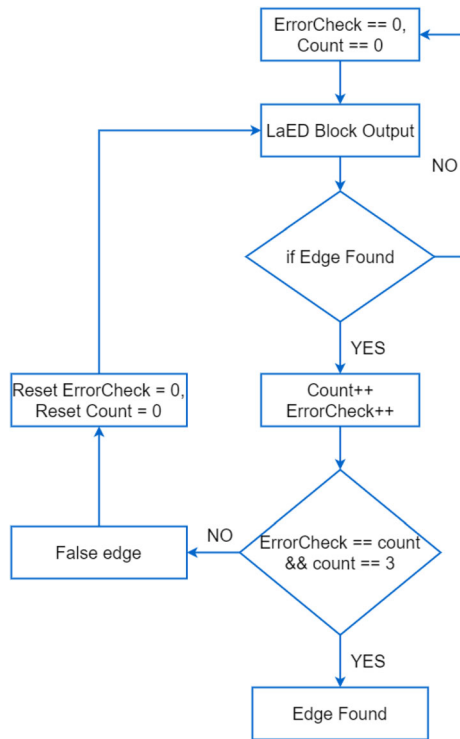 ErrorCheck == 0,
Count == 0
LaED Block Output
NO
if Edge Found
YES
Reset ErrorCheck = 0,
Reset Count = 0
Count++
ErrorCheck++
ErrorCheck == count
&& count == 3
NO
False edge
YES
Edge Found